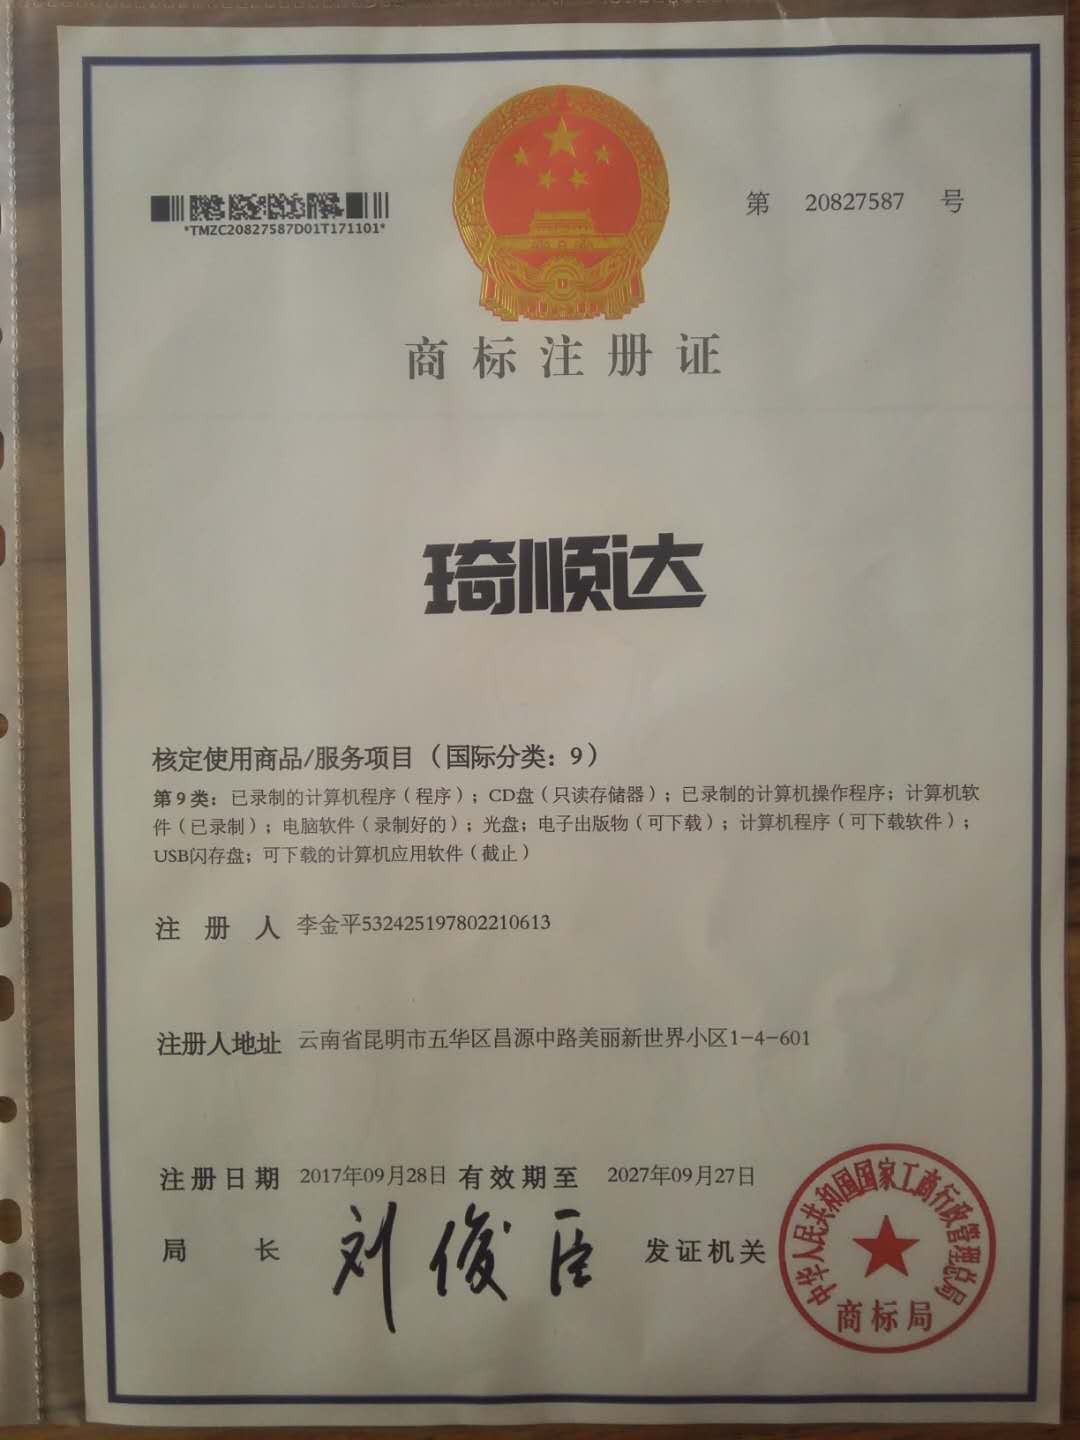 *TMZC20827587D01T171101*
第 20827587 号
商标注册证
琦顺达
核定使用商品/服务项目（国际分类：9）
第9类：已录制的计算机程序（程序）；CD盘（只读存储器）；已录制的计算机操作程序；计算机软
件（已录制）；电脑软件（录制好的）；光盘；电子出版物（可下载）；计算机程序（可下载软件）；
USB闪存盘；可下载的计算机应用软件（截止）
注册人 李金平532425197802210613
注册人地址 云南省昆明市五华区昌源中路美丽新世界小区1-4-601
注册日期 2017年09月28日 有效期至 2027年09月27日
局长 刘俊臣 发证机关
中华人民共和国国家工商行政管理总局
商标局